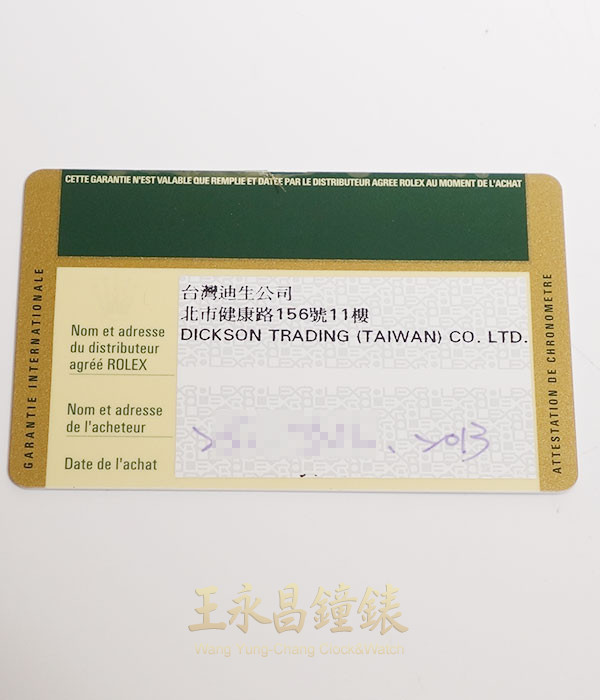 CETTE GARANTIE N'EST VALABLE QUE REMPLIE ET DATEE PAR LE DISTRIBUTEUR AGREE ROLEX AU MOMENT DE L'ACHAT
GARANTIE INTERNATIONALE
台灣迪生公司
北市健康路156號11樓
DICKSON TRADING (TAIWAN) CO. LTD.
Nom et adresse
du distributeur
agréé ROLEX
Nom et adresse
de l'acheteur
2013
Date de l'achat
ATTESTATION DE CHRONOMETRE
王永昌鐘錶
Wang Yung-Chang Clock&Watch